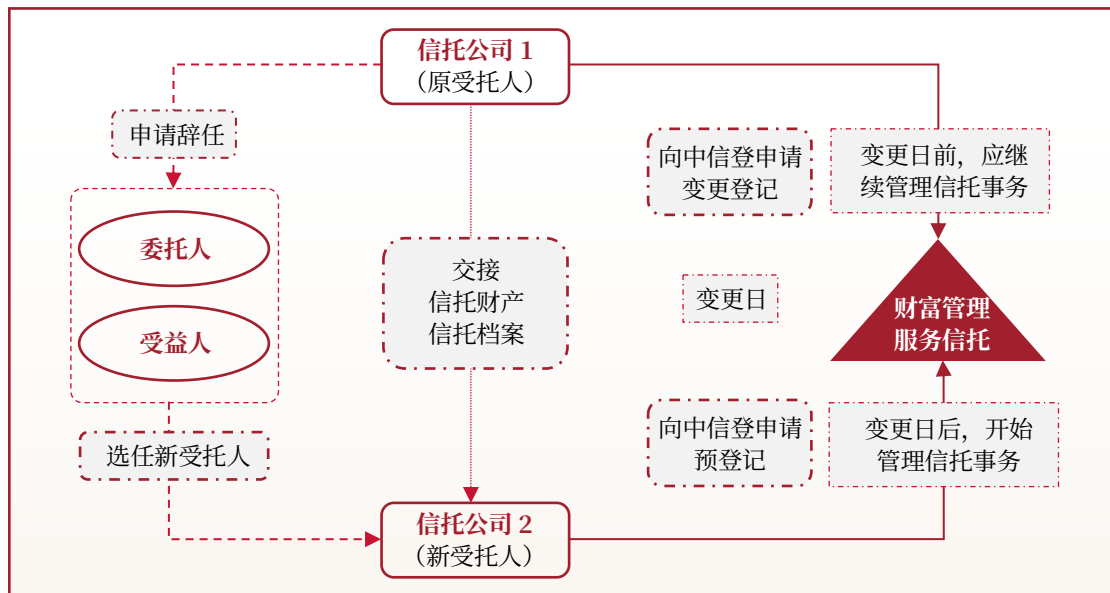 信托公司 1
（原受托人）
申请辞任
委托人
受益人
选任新受托人
交接
信托财产
信托档案
信托公司 2
（新受托人）
向中信登申请
变更登记
变更日前，应继
续管理信托事务
变更日
财富管理
服务信托
向中信登申请
预登记
变更日后，开始
管理信托事务